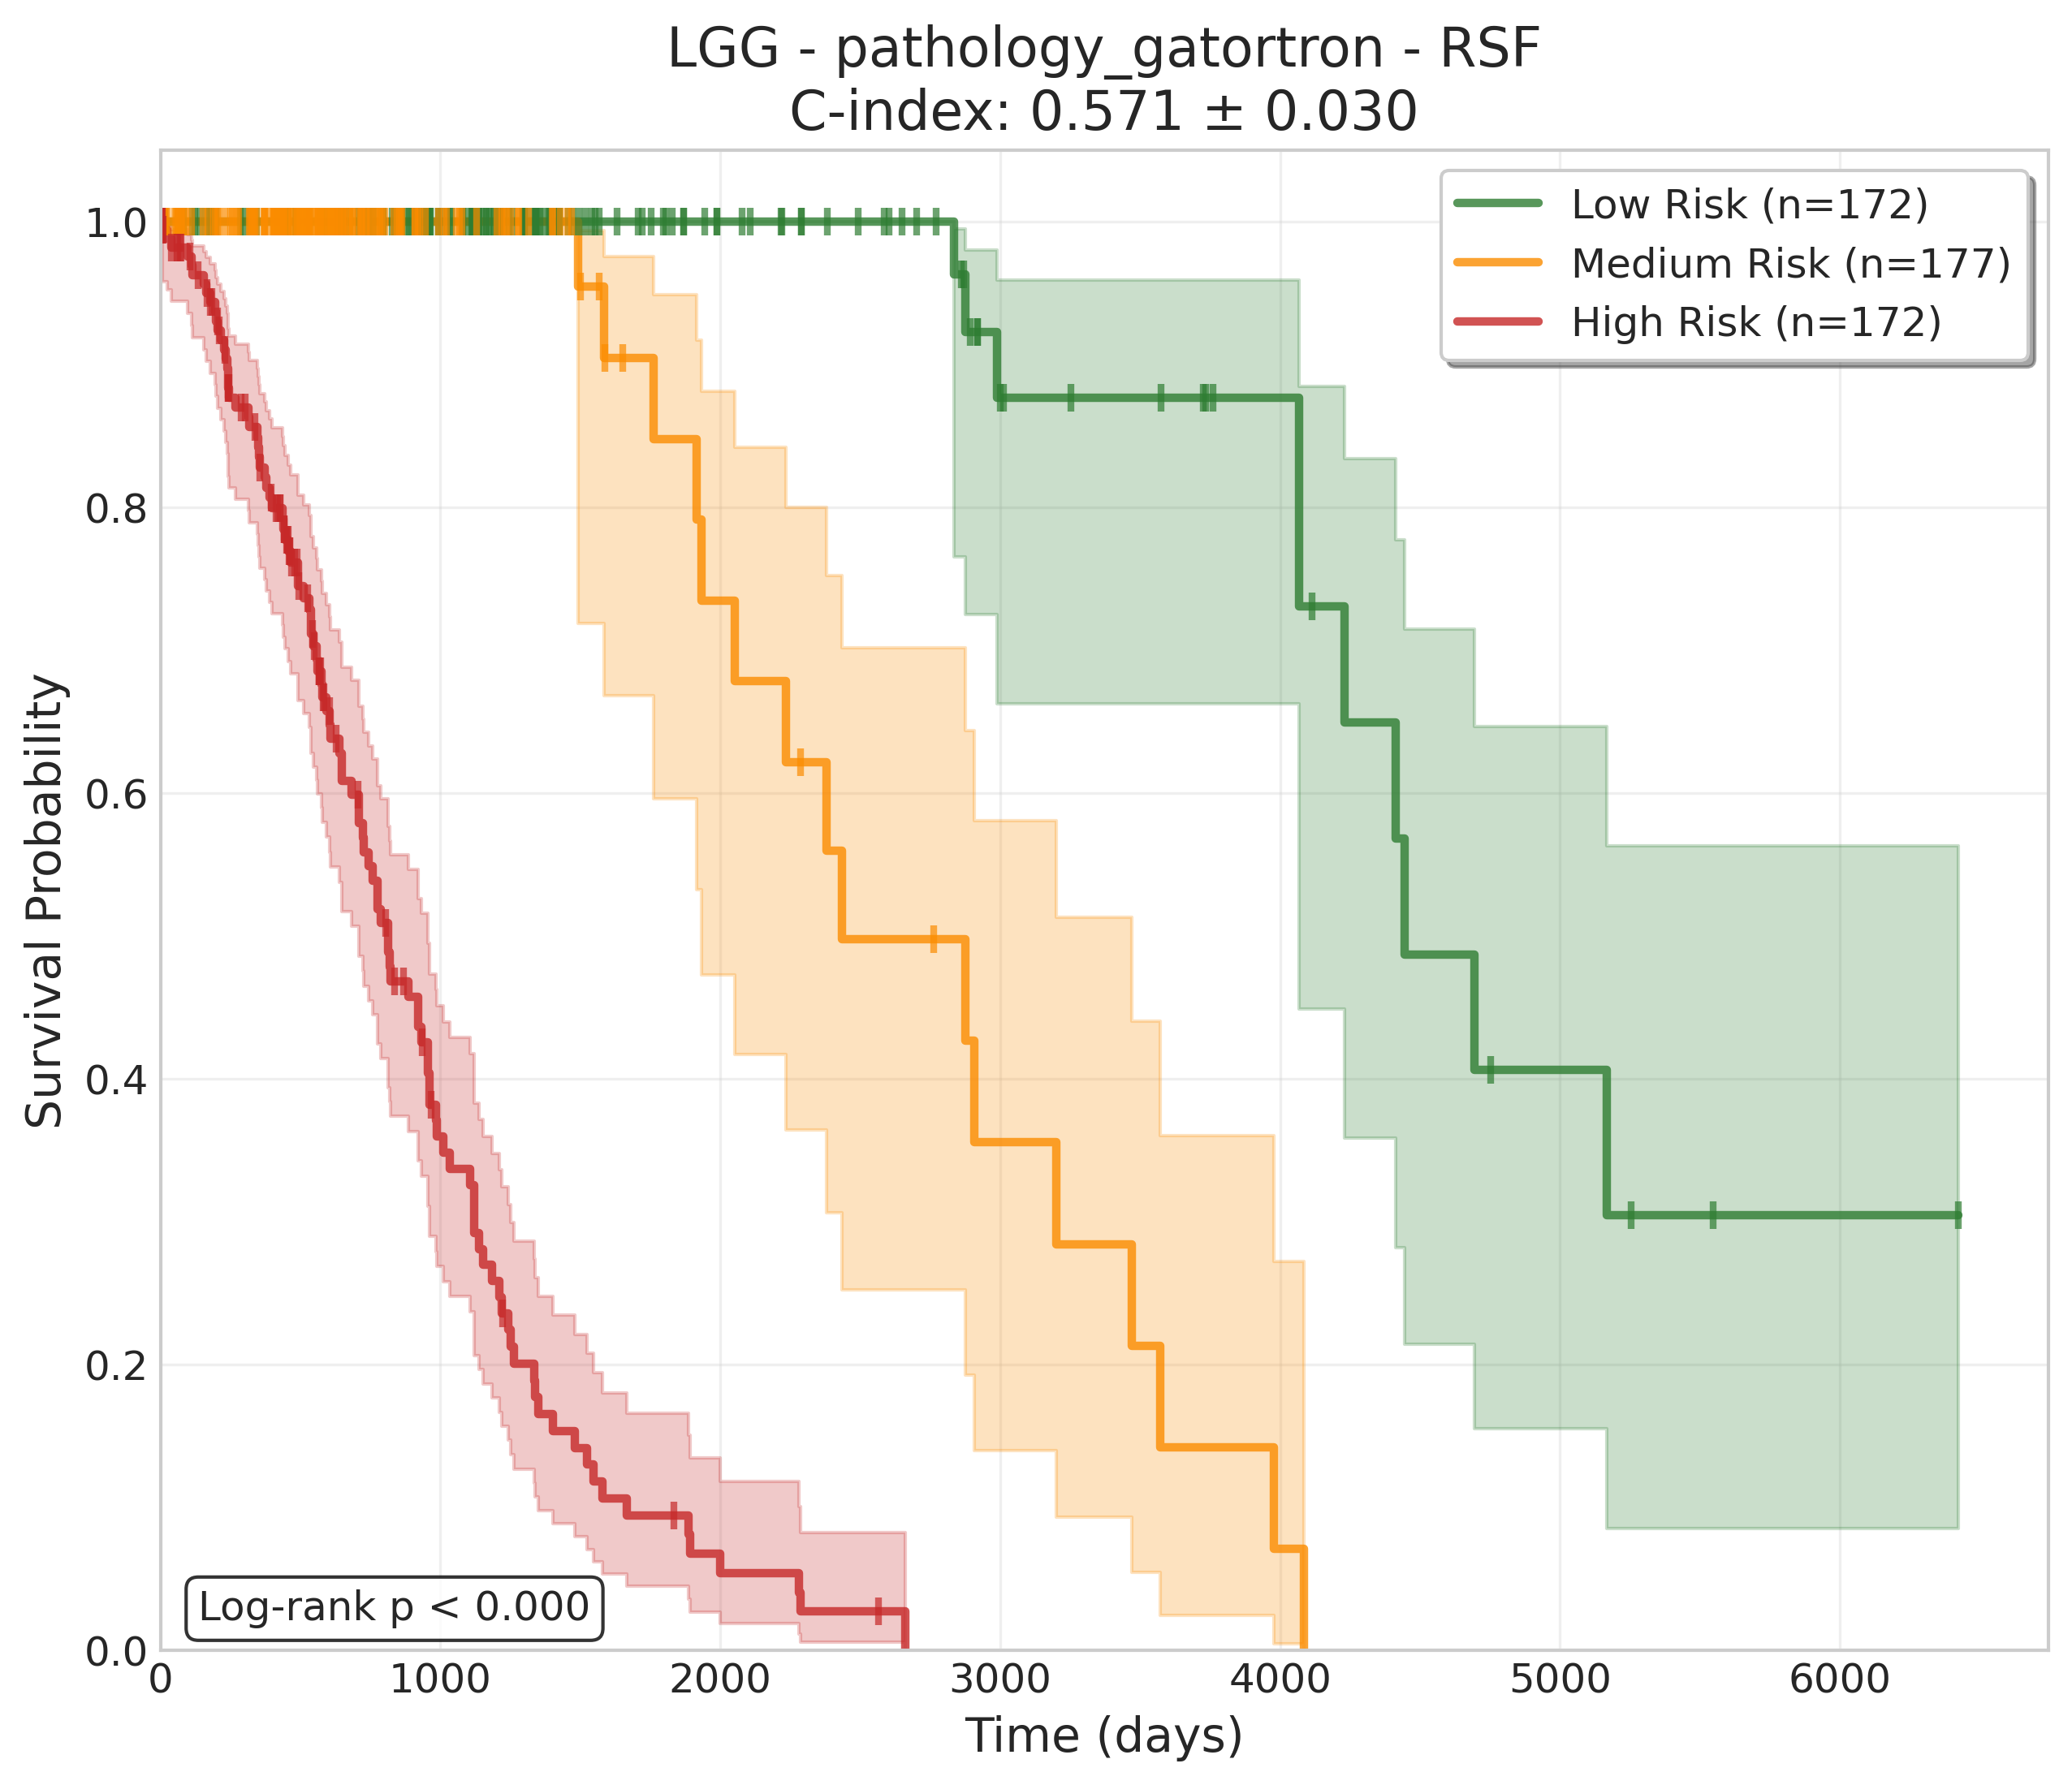 LGG - pathology_gatortron - RSF
C-index: 0.571 ± 0.030
Low Risk (n=172)
Medium Risk (n=177)
High Risk (n=172)
Survival Probability
1.0
0.8
0.6
0.4
0.2
0.0
Log-rank p < 0.000
0 1000 2000 3000 4000 5000 6000
Time (days)